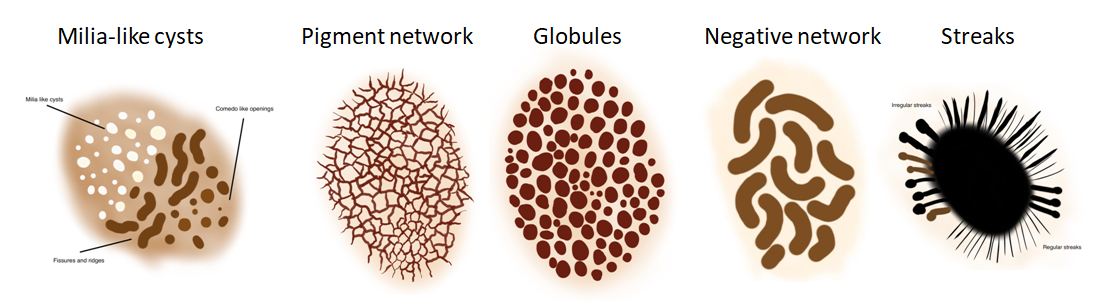 Milia-like cysts
Pigment network
Globules
Negative network
Streaks
Milia like cysts
Comedo like openings
Fissures and ridges
Irregular streaks
Regular streaks